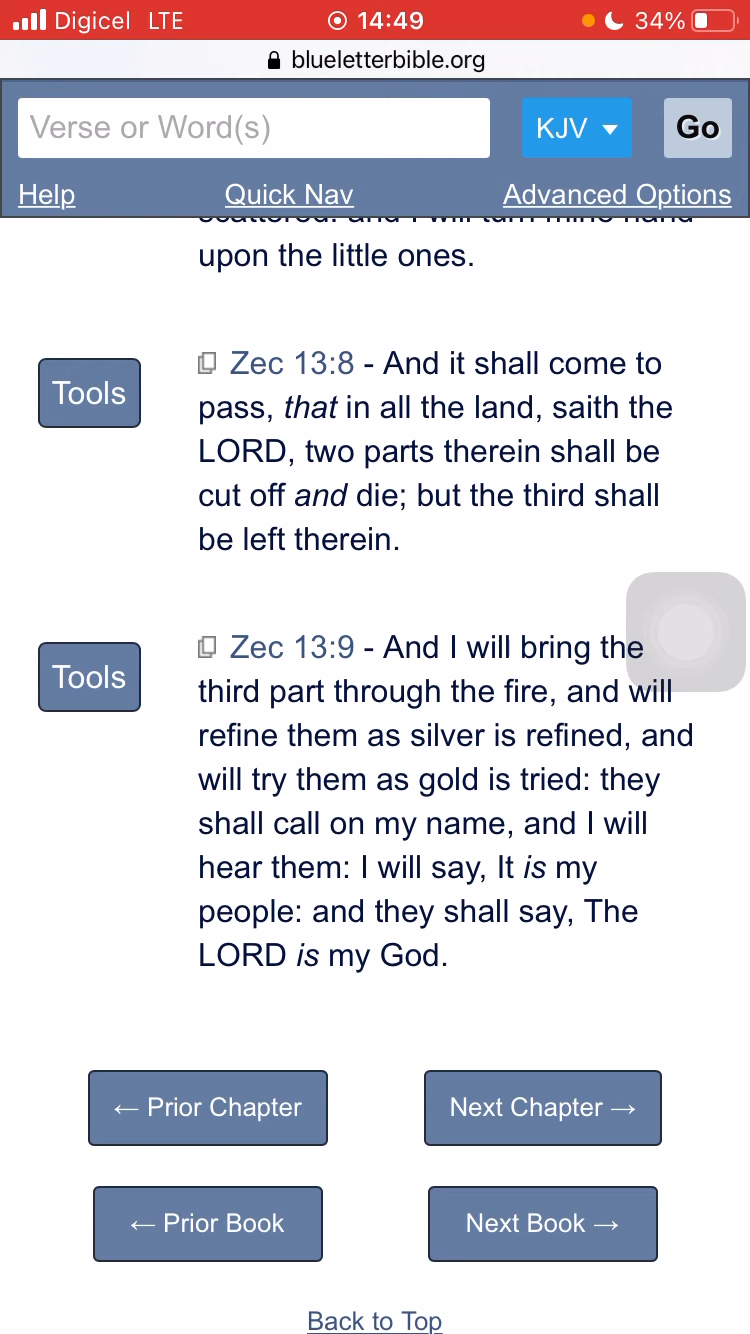 Digicel LTE 14:49 34%
blueletterbible.org
Verse or Word(s) KJV Go
Help Quick Nav Advanced Options
scattered: and I will turn mine hand
upon the little ones.
Tools
Zec 13:8 - And it shall come to
pass, that in all the land, saith the
LORD, two parts therein shall be
cut off and die; but the third shall
be left therein.
Tools
Zec 13:9 - And I will bring the
third part through the fire, and will
refine them as silver is refined, and
will try them as gold is tried: they
shall call on my name, and I will
hear them: I will say, It is my
people: and they shall say, The
LORD is my God.
← Prior Chapter Next Chapter →
← Prior Book Next Book →
Back to Top